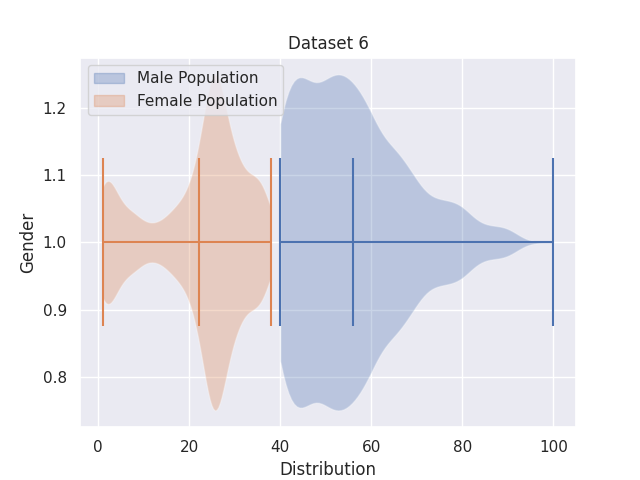 Dataset 6
Male Population
Female Population
1.2
1.1
1.0
0.9
0.8
Gender
0 20 40 60 80 100
Distribution